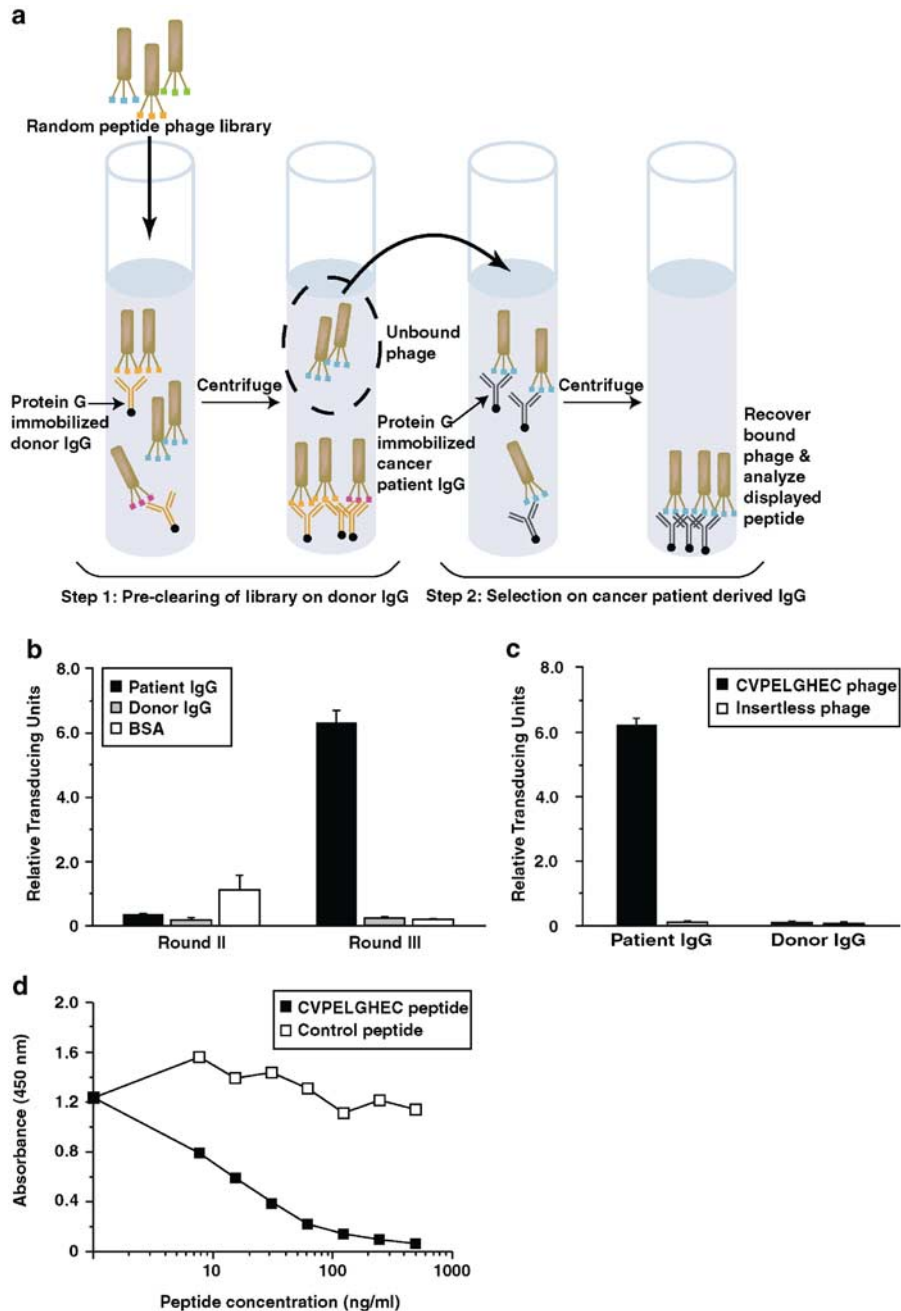 a
Random peptide phage library
Protein G
immobilized
donor IgG
Centrifuge
Unbound
phage
Protein G
immobilized
cancer
patient IgG
Centrifuge
Recover
bound
phage &
analyze
displayed
peptide
Step 1: Pre-clearing of library on donor IgG
Step 2: Selection on cancer patient derived IgG
b
Relative Transducing Units
8.0
6.0
4.0
2.0
0
Patient IgG
Donor IgG
BSA
Round II
Round III
c
Relative Transducing Units
8.0
6.0
4.0
2.0
0
CVPELGHEC phage
Insertless phage
Patient IgG
Donor IgG
d
Absorbance (450 nm)
2.0
1.6
1.2
0.8
0.4
0
CVPELGHEC peptide
Control peptide
10
100
1000
Peptide concentration (ng/ml)